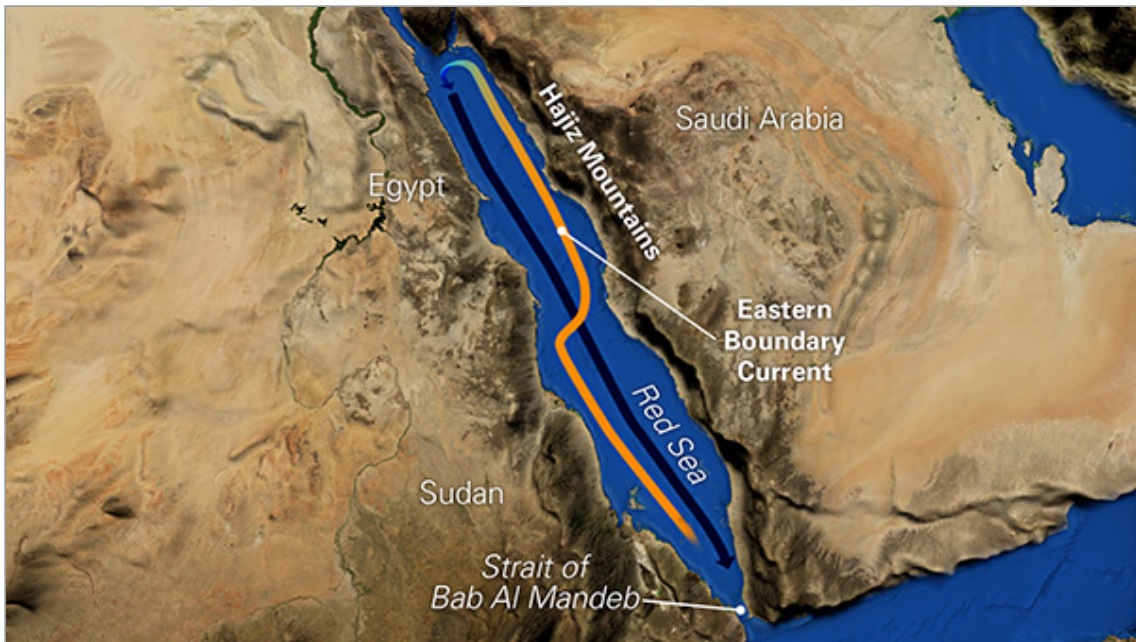 Saudi Arabia
Hajiz Mountains
Egypt
Eastern
Boundary
Current
Red Sea
Sudan
Strait of
Bab Al Mandeb